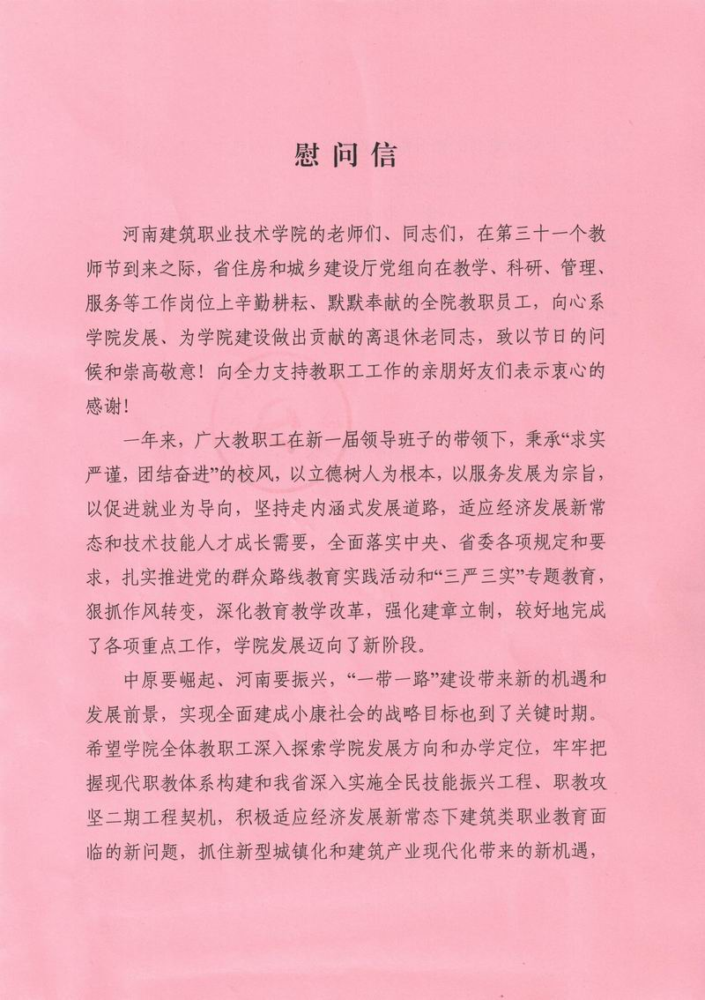 慰问信
河南建筑职业技术学院的老师们、同志们，在第三十一个教
师节到来之际，省住房和城乡建设厅党组向在教学、科研、管理、
服务等工作岗位上辛勤耕耘、默默奉献的全院教职员工，向心系
学院发展、为学院建设做出贡献的离退休老同志，致以节日的问
候和崇高敬意！向全力支持教职工工作的亲朋好友们表示衷心的
感谢！
一年来，广大教职工在新一届领导班子的带领下，秉承“求实
严谨，团结奋进”的校风，以立德树人为根本，以服务发展为宗旨，
以促进就业为导向，坚持走内涵式发展道路，适应经济发展新常
态和技术技能人才成长需要，全面落实中央、省委各项规定和要
求，扎实推进党的群众路线教育实践活动和“三严三实”专题教育，
狠抓作风转变，深化教育教学改革，强化建章立制，较好地完成
了各项重点工作，学院发展迈向了新阶段。
中原要崛起、河南要振兴，“一带一路”建设带来新的机遇和
发展前景，实现全面建成小康社会的战略目标也到了关键时期。
希望学院全体教职工深入探索学院发展方向和办学定位，牢牢把
握现代职教体系构建和我省深入实施全民技能振兴工程、职教攻
坚二期工程契机，积极适应经济发展新常态下建筑类职业教育面
临的新问题，抓住新型城镇化和建筑产业现代化带来的新机遇，